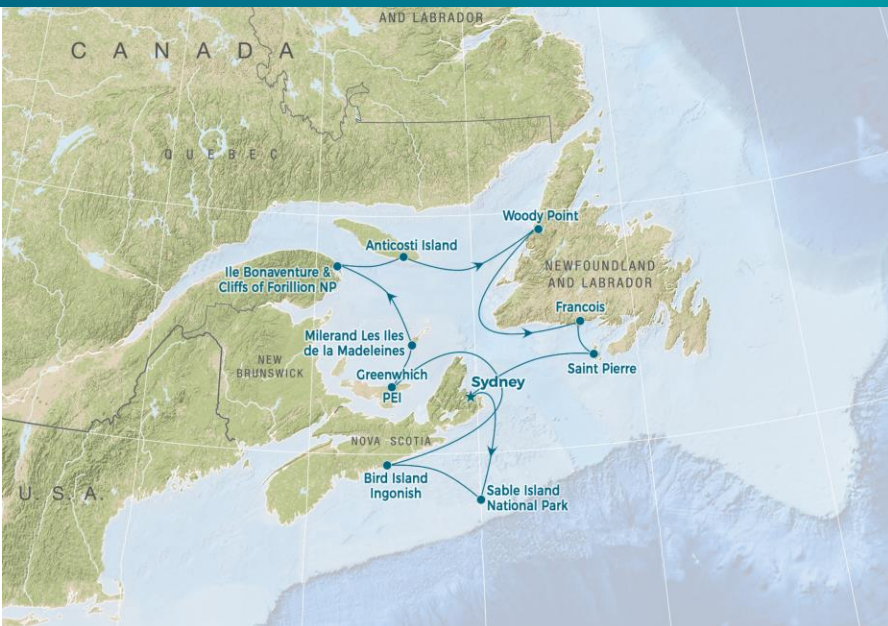 AND LABRADOR
CANADA
QUEBEC
Woody Point
Anticosti Island
Ile Bonaventure &
Cliffs of Forillion NP
NEWFOUNDLAND
AND LABRADOR
Francois
Milerand Les Iles
de la Madeleines
Saint Pierre
NEW
BRUNSWICK
Greenwhich
PEI
Sydney
NOVA SCOTIA
Bird Island
Ingonish
Sable Island
National Park
U.S.A.